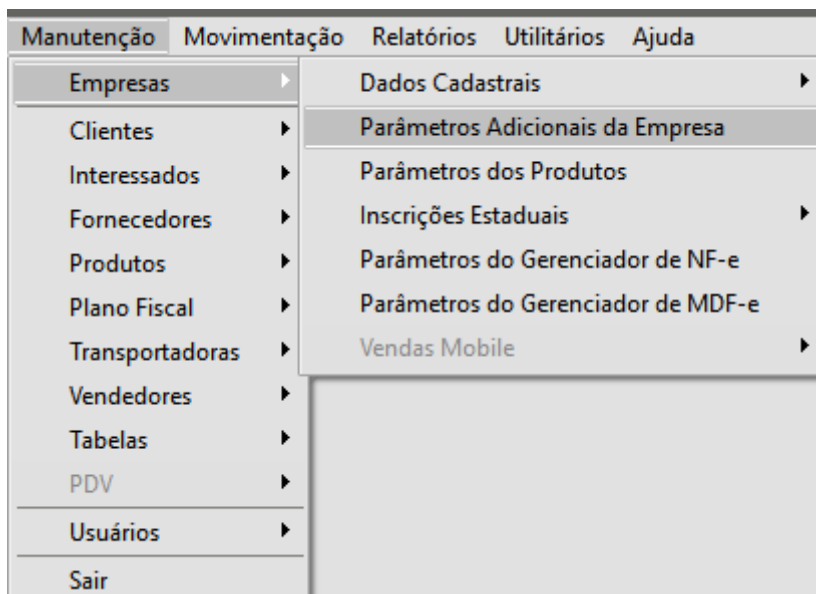 Manutenção Movimentação Relatórios Utilitários Ajuda
Empresas
Clientes
Interessados
Fornecedores
Produtos
Plano Fiscal
Transportadoras
Vendedores
Tabelas
PDV
Usuários
Sair
Dados Cadastrais
Parâmetros Adicionais da Empresa
Parâmetros dos Produtos
Inscrições Estaduais
Parâmetros do Gerenciador de NF-e
Parâmetros do Gerenciador de MDF-e
Vendas Mobile